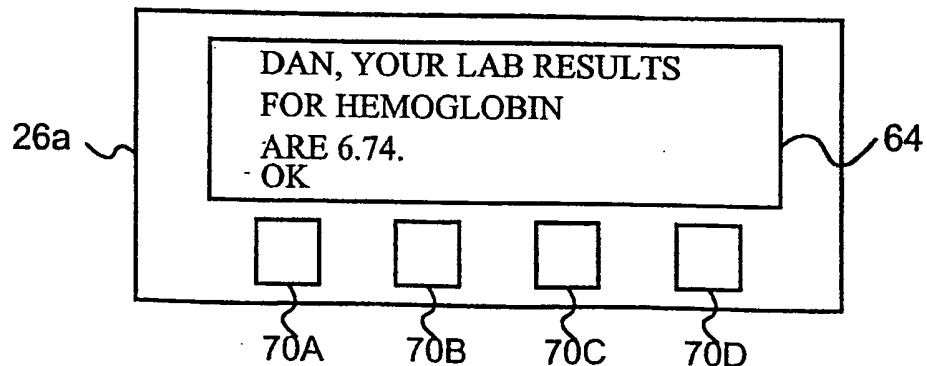 DAN, YOUR LAB RESULTS
FOR HEMOGLOBIN
ARE 6.74.
OK
26a
64
70A
70B
70C
70D